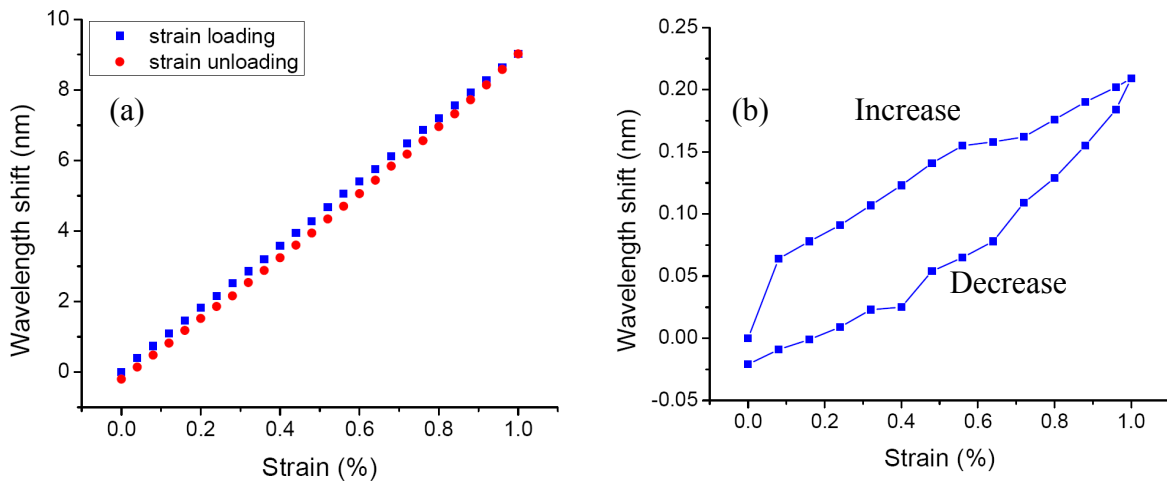 10
8
6
4
2
0
0.0 0.2 0.4 0.6 0.8 1.0
Wavelength shift (nm)
Strain (%)
strain loading
strain unloading
(a)
0.25
0.20
0.15
0.10
0.05
0.00
-0.05
0.0 0.2 0.4 0.6 0.8 1.0
Wavelength shift (nm)
Strain (%)
(b)
Increase
Decrease